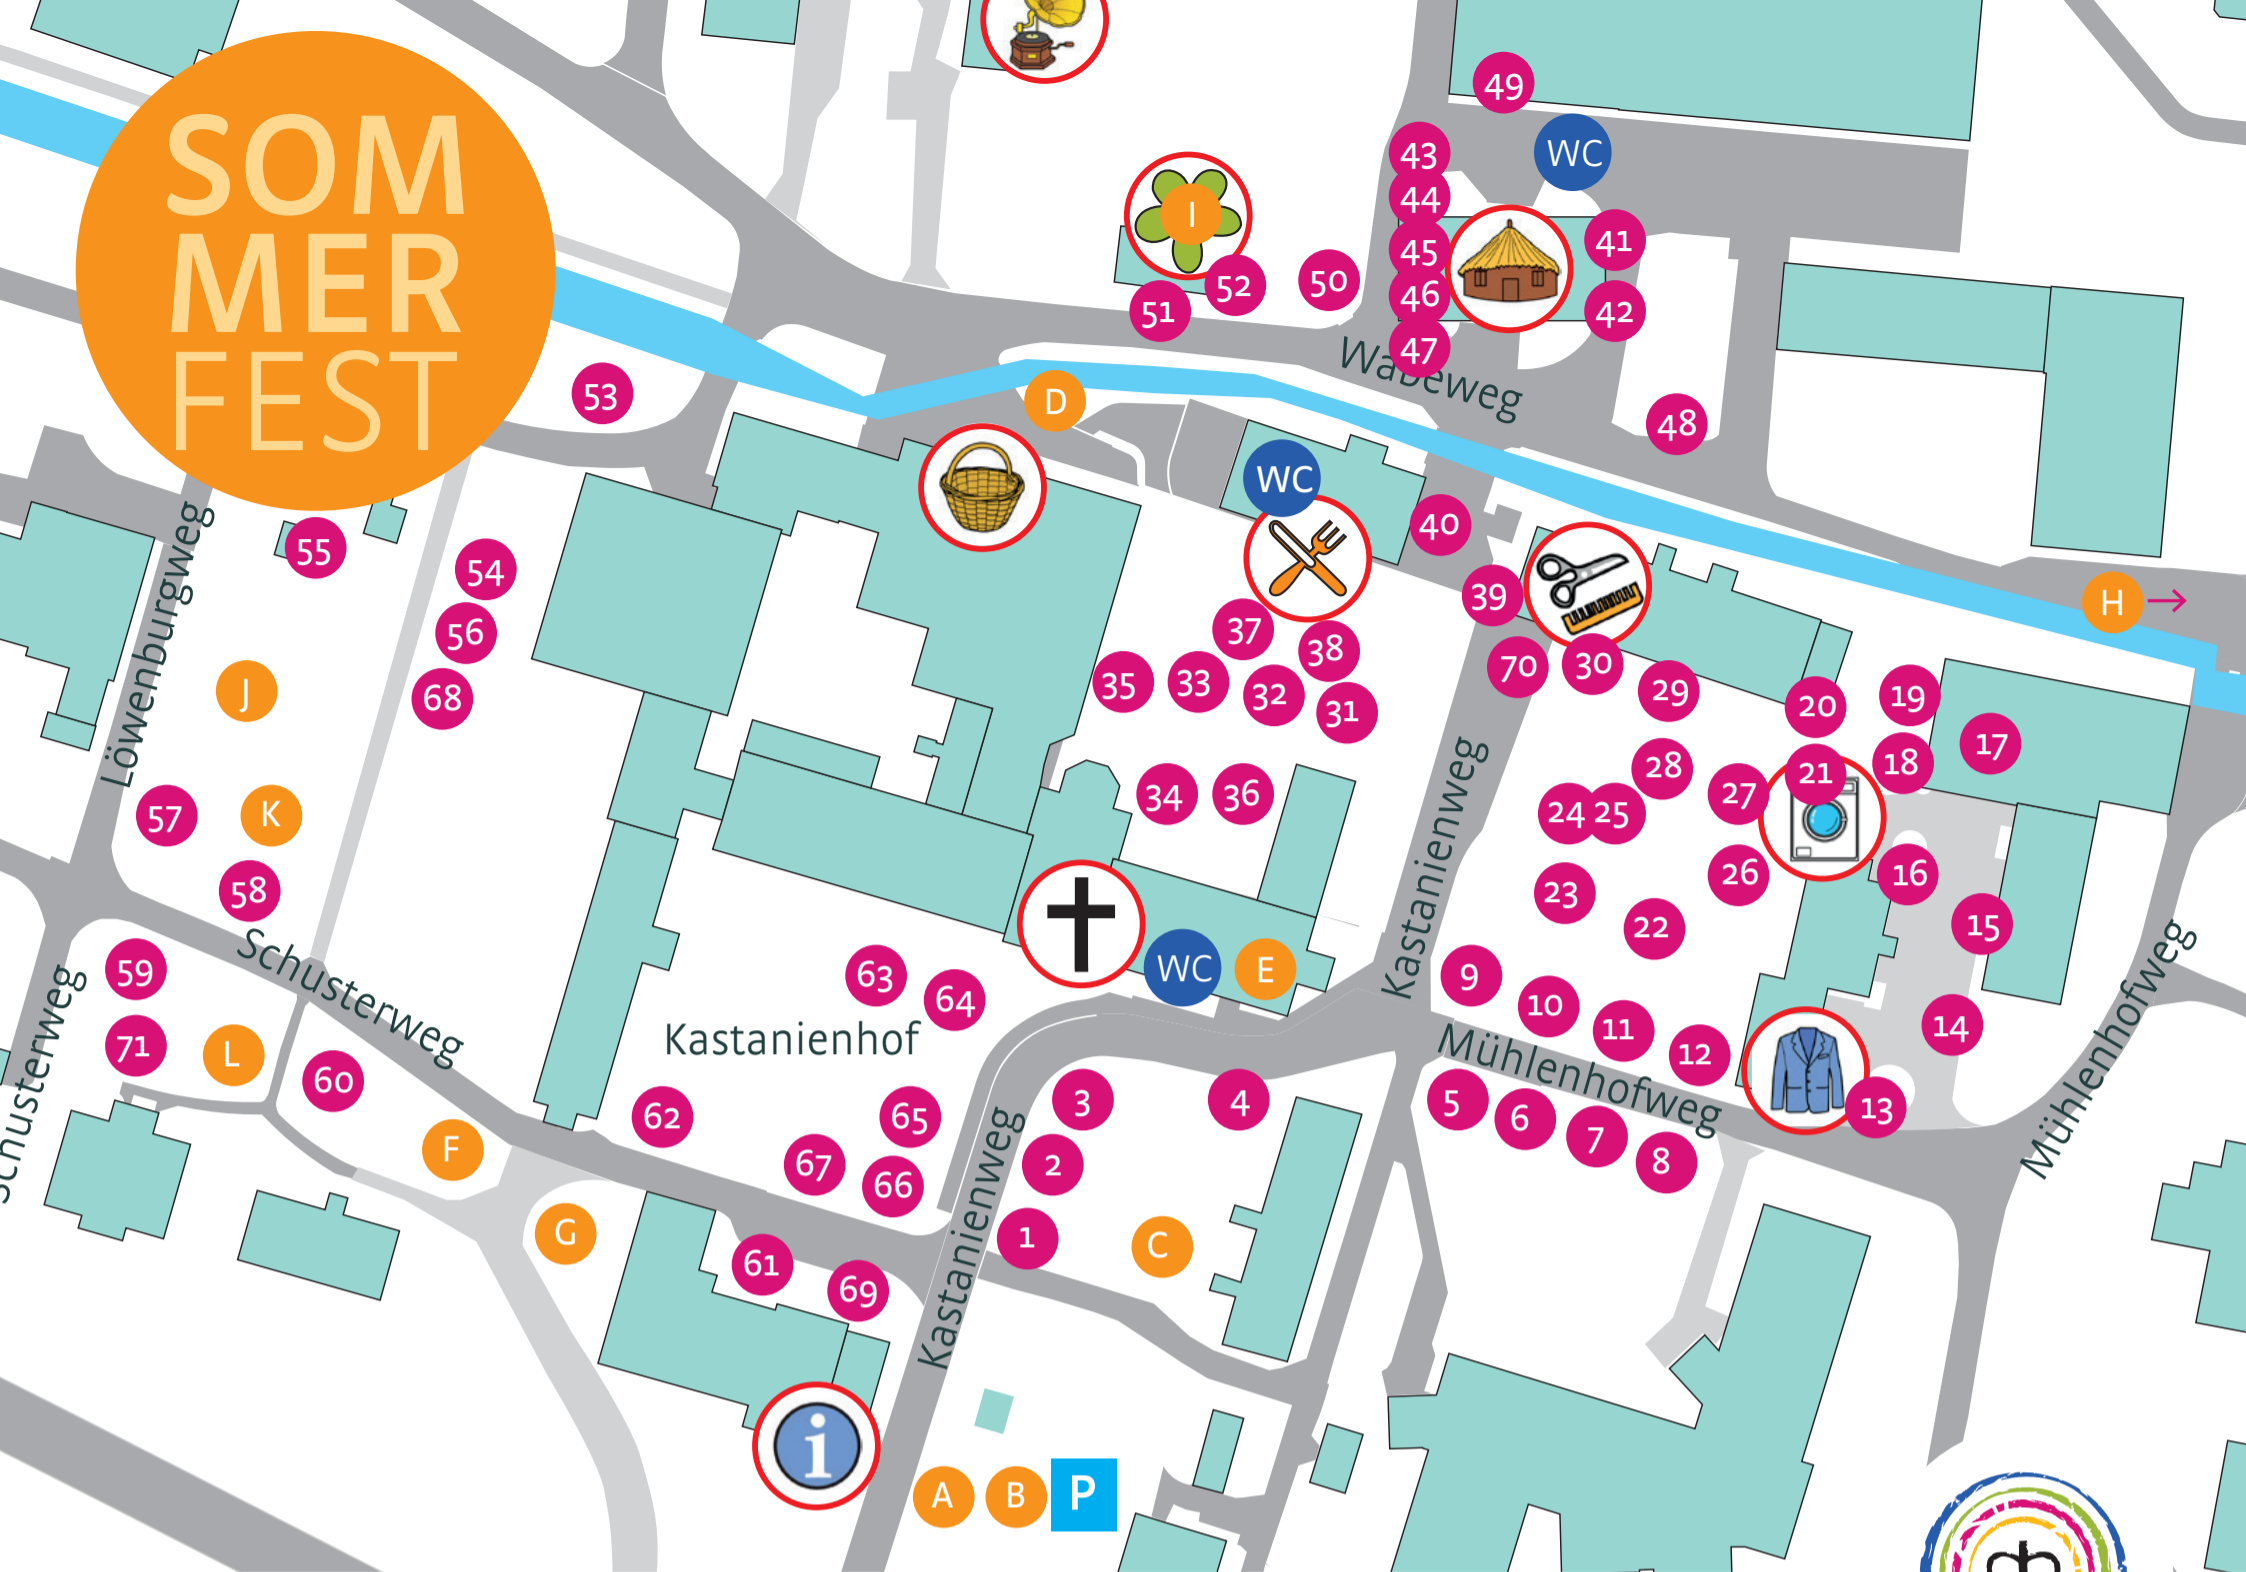 SOM
MER
FEST
49
43
WC
44
I
41
45
52
50
46
51
42
47
Wabeweg
53
D
48
WC
40
55
54
39
H
56
37
38
70
30
J
68
35
33
32
31
29
20
19
Löwenburgweg
17
28
21
18
57
K
34
36
24
25
27
58
23
26
16
22
15
Schusterweg
59
63
64
WC
E
Kastanienweg
9
10
11
12
14
Kastanienhof
71
L
60
Schusterweg
Mühlenhofweg
Mühlenhofweg
3
4
5
6
13
62
65
2
7
8
F
67
66
1
C
G
61
69
Kastanienweg
i
A
B
P